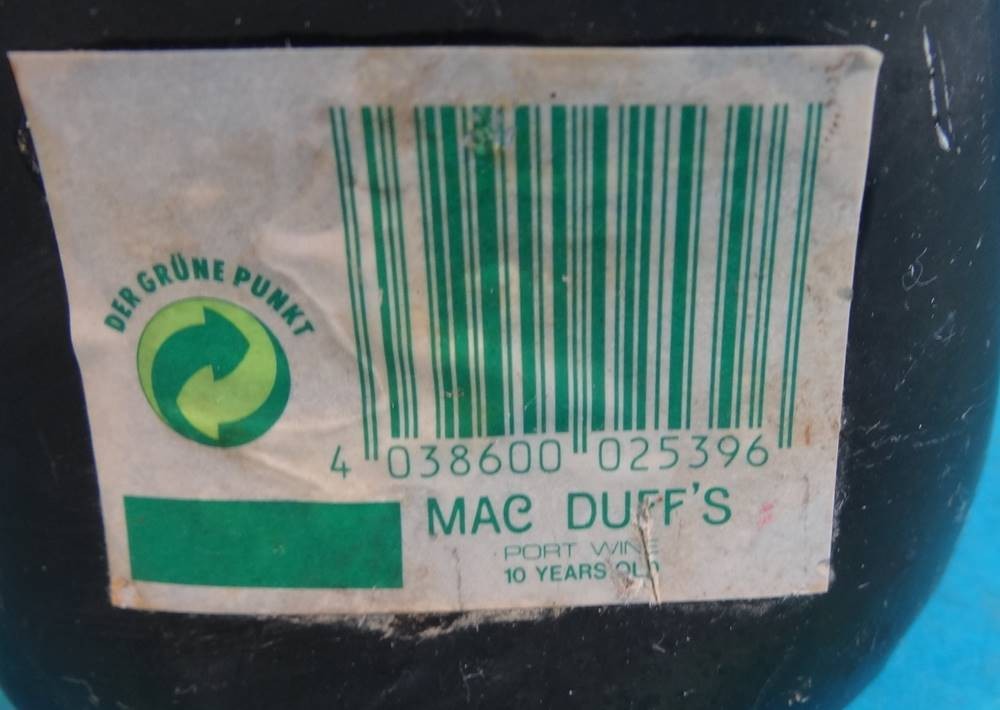 DER GRÜNE PUNKT
4 038600 025396
MAC DUFF'S
PORT WINE
10 YEARS OLD